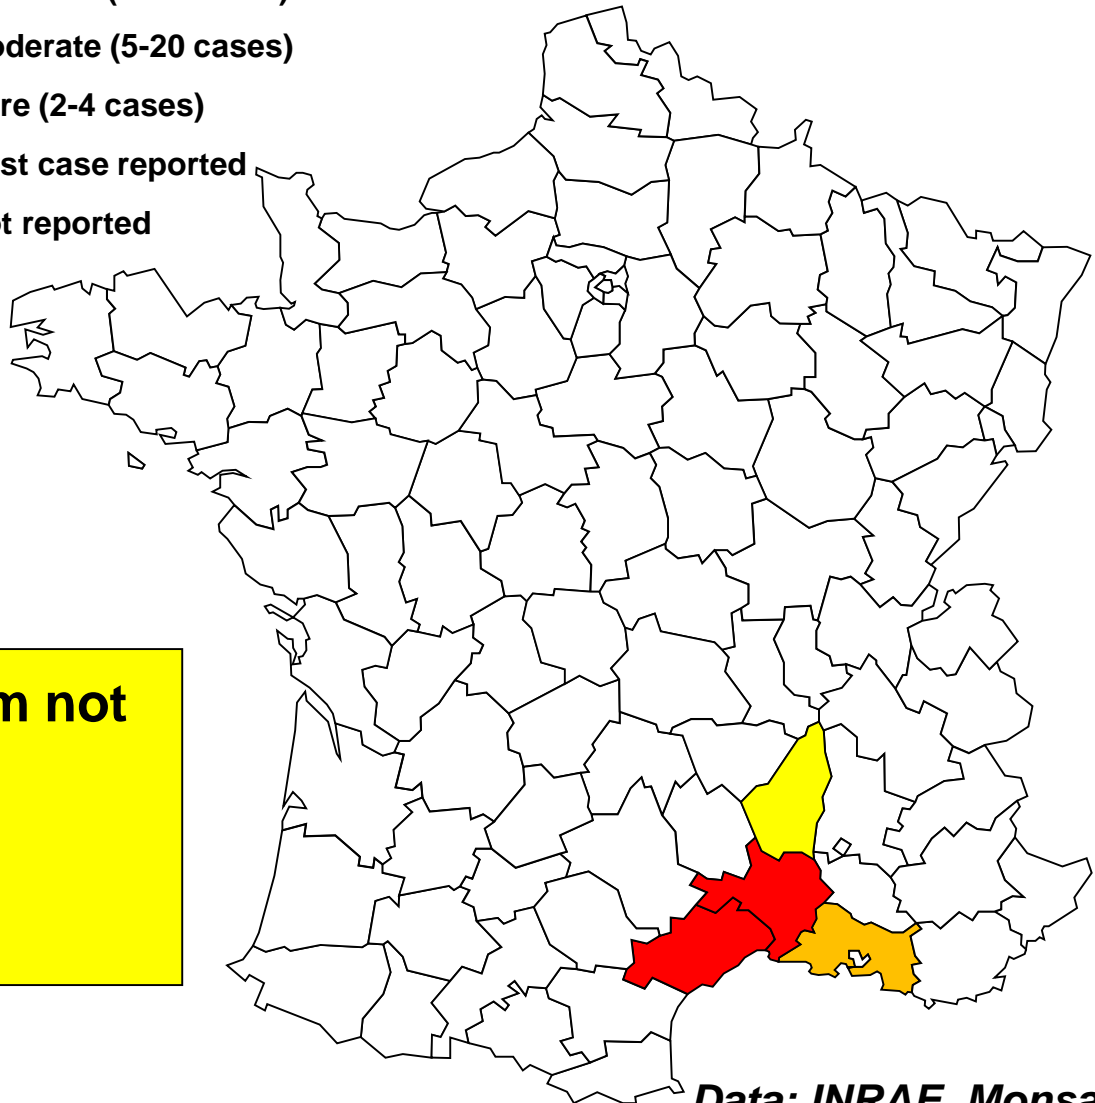 oderate (5-20 cases)
re (2-4 cases)
st case reported
t reported
m not
Data: INRAE, Monsa